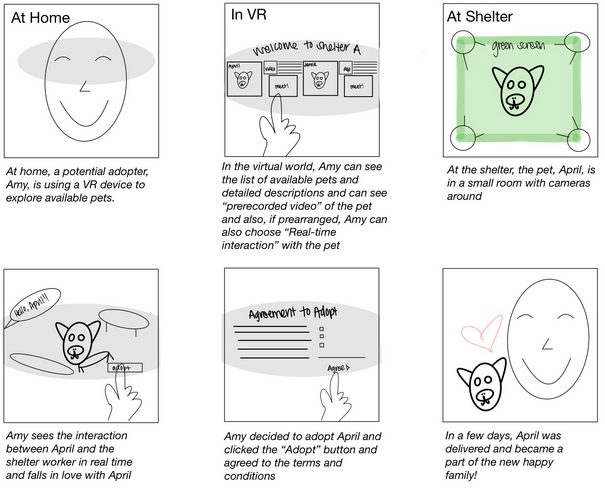 At Home
In VR
At Shelter
welcome to shelter A
April
video
meet!
meet!
green screen
At home, a potential adopter,
Amy, is using a VR device to
explore available pets.
In the virtual world, Amy can see
the list of available pets and
detailed descriptions and can see
“prerecorded video” of the pet
and also, if prearranged, Amy can
also choose “Real-time
interaction” with the pet
At the shelter, the pet, April, is
in a small room with cameras
around
Hello, April!!
adopt
Agreement to Adopt
Agreed
Amy sees the interaction
between April and the
shelter worker in real time
and falls in love with April
Amy decided to adopt April and
clicked the “Adopt” button and
agreed to the terms and
conditions
In a few days, April was
delivered and became a
part of the new happy
family!